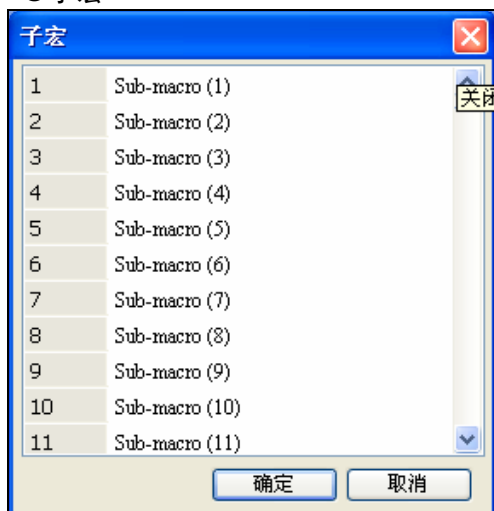 子宏
1 Sub-macro (1)
关闭
2 Sub-macro (2)
3 Sub-macro (3)
4 Sub-macro (4)
5 Sub-macro (5)
6 Sub-macro (6)
7 Sub-macro (7)
8 Sub-macro (8)
9 Sub-macro (9)
10 Sub-macro (10)
11 Sub-macro (11)
确定 取消